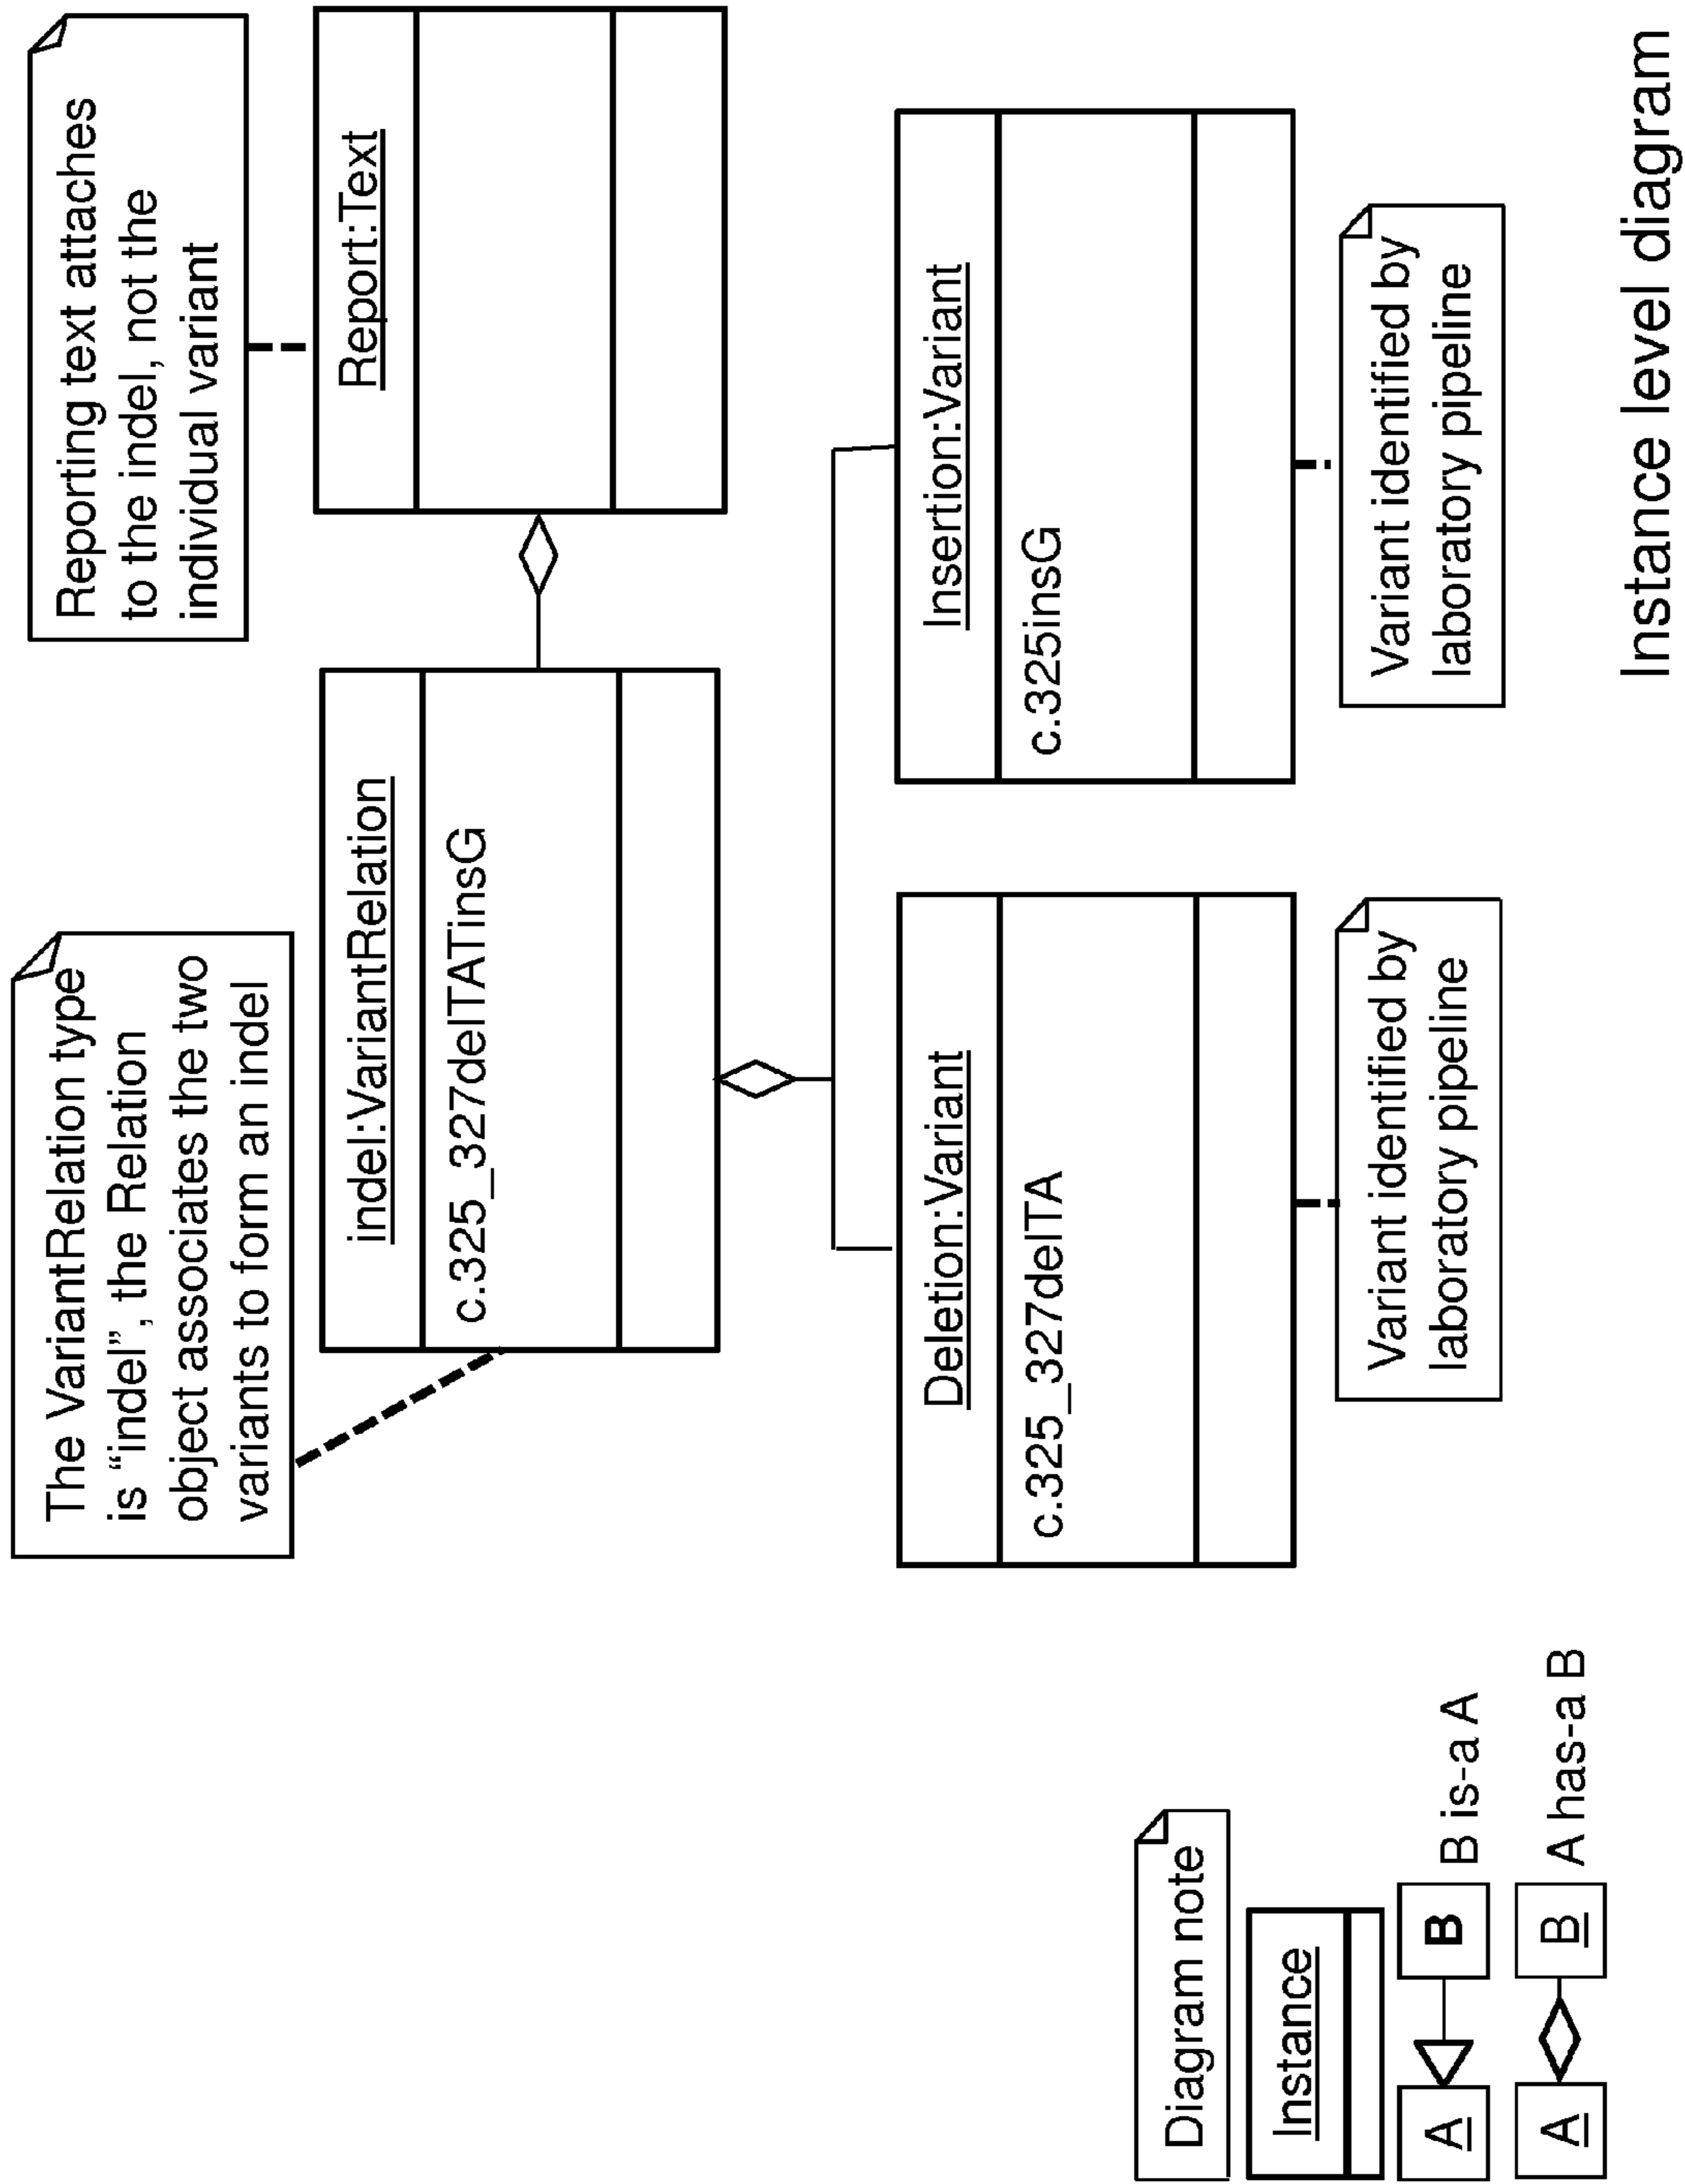 The VariantRelation type
is “indel”, the Relation
object associates the two
variants to form an indel
Reporting text attaches
to the indel, not the
individual variant
indel:VariantRelation
c.325_327delTATinsG
Report:Text
Deletion:Variant
c.325_327delTA
Insertion:Variant
c.325insG
Variant identified by
laboratory pipeline
Variant identified by
laboratory pipeline
Diagram note
Instance
A
B
B is-a A
A
B
A has-a B
Instance level diagram